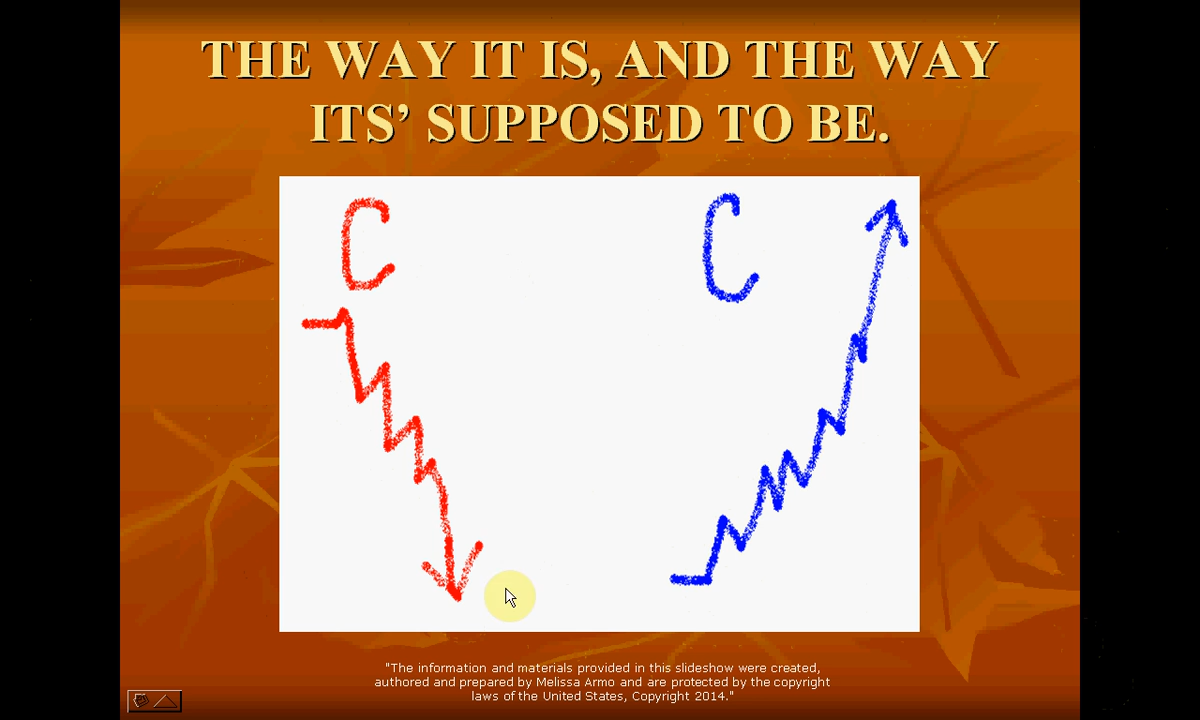 THE WAY IT IS, AND THE WAY
ITS’ SUPPOSED TO BE.
C C
"The information and materials provided in this slideshow were created,
authored and prepared by Melissa Armo and are protected by the copyright
laws of the United States, Copyright 2014."